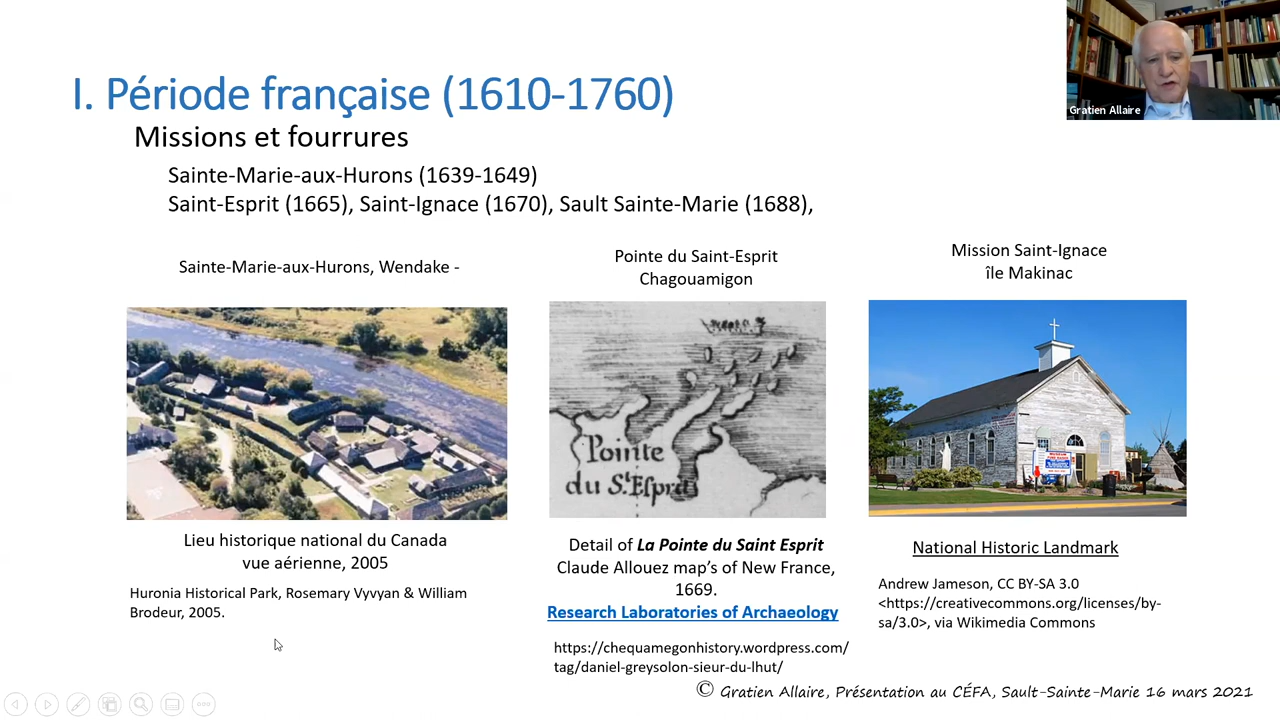 Gratien Allaire
I. Période française (1610-1760)
Missions et fourrures
Sainte-Marie-aux-Hurons (1639-1649)
Saint-Esprit (1665), Saint-Ignace (1670), Sault Sainte-Marie (1688),
Sainte-Marie-aux-Hurons, Wendake -
Pointe du Saint-Esprit
Chagouamigon
Mission Saint-Ignace
île Makinac
Pointe
du St. Esprit
Lieu historique national du Canada
vue aérienne, 2005
Huronia Historical Park, Rosemary Vyvyan & William
Brodeur, 2005.
Detail of La Pointe du Saint Esprit
Claude Allouez map's of New France,
1669.
Research Laboratories of Archaeology
https://chequamegonhistory.wordpress.com/
tag/daniel-greysolon-sieur-du-lhut/
National Historic Landmark
Andrew Jameson, CC BY-SA 3.0
<https://creativecommons.org/licenses/by-
sa/3.0>, via Wikimedia Commons
© Gratien Allaire, Présentation au CÉFA, Sault-Sainte-Marie 16 mars 2021